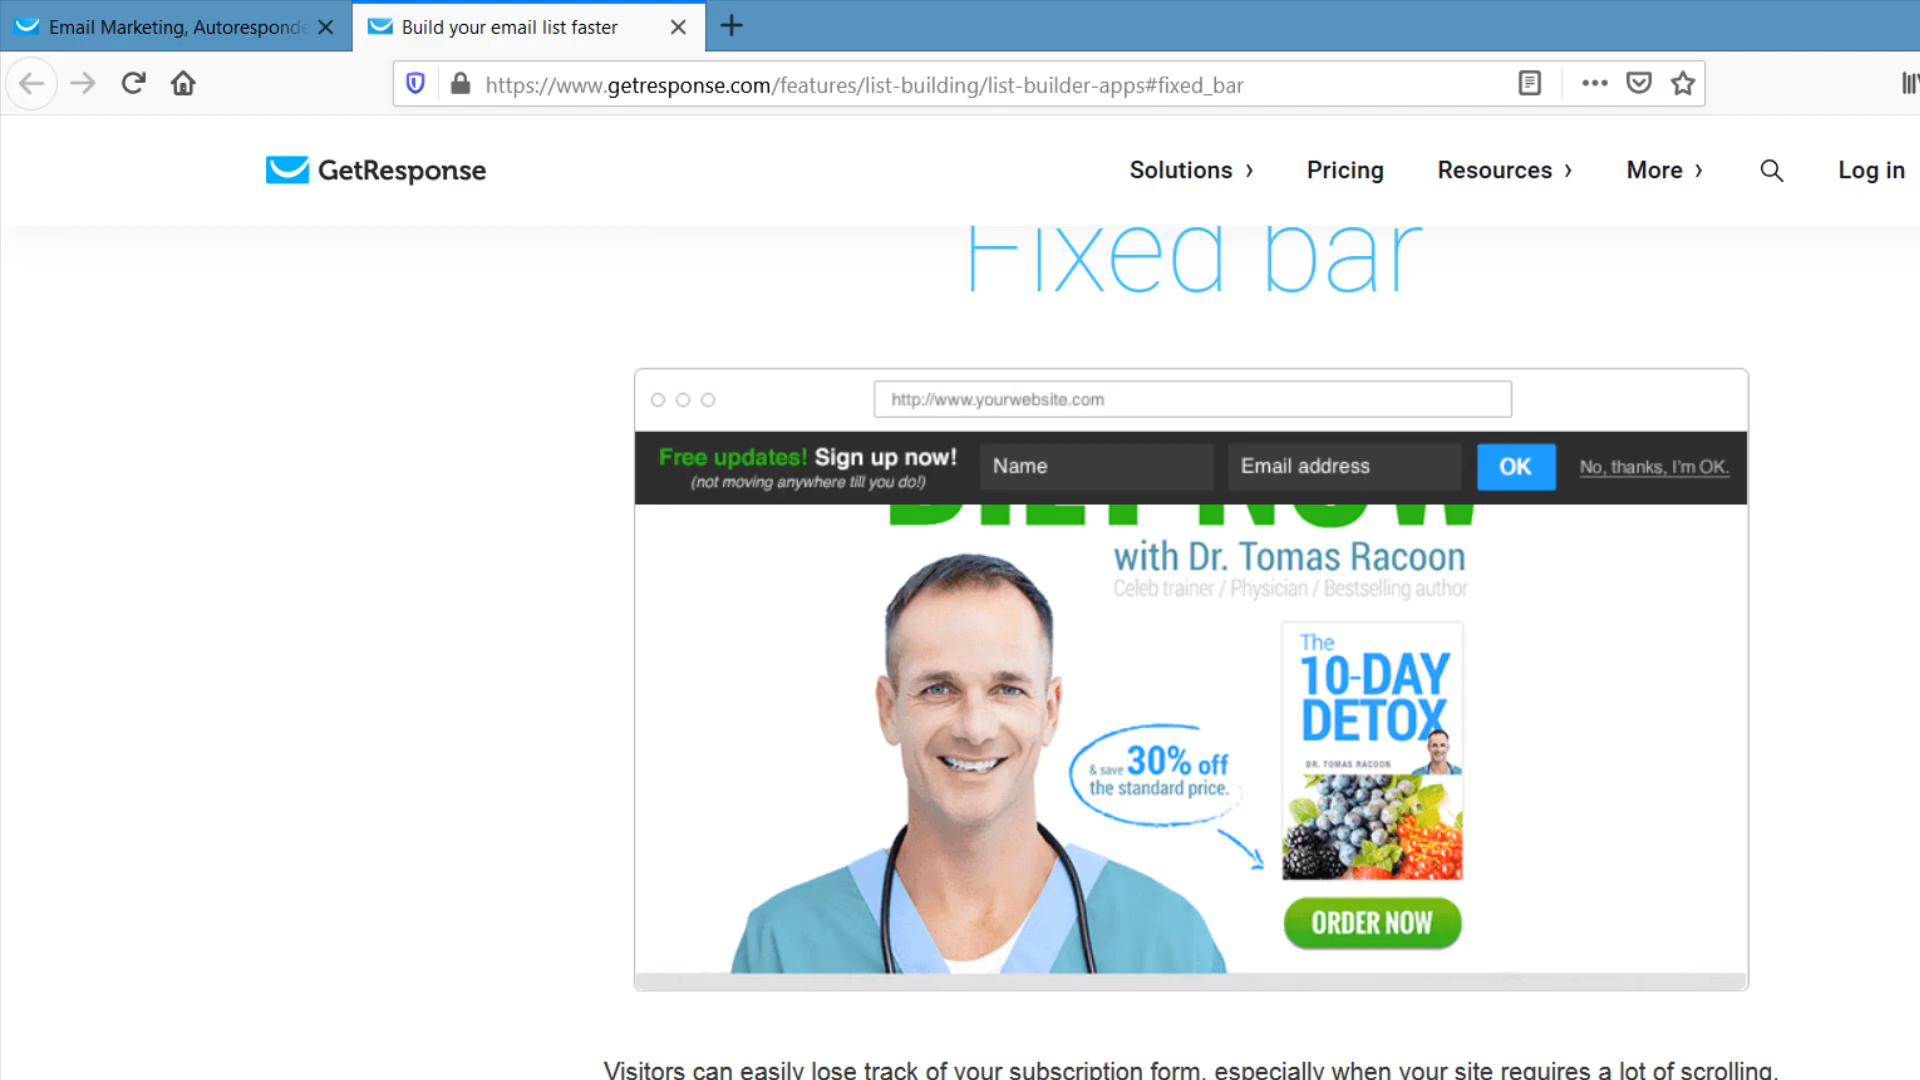 Email Marketing, Autoresponde
Build your email list faster
https://www.getresponse.com/features/list-building/list-builder-apps#fixed_bar
GetResponse
Solutions
Pricing
Resources
More
Log in
Fixed bar
http://www.yourwebsite.com
Free updates! Sign up now!
(not moving anywhere till you do!)
Name
Email address
OK
No, thanks, I'm OK.
DIET NOW
with Dr. Tomas Racoon
Celeb trainer / Physician / Bestselling author
The
10-DAY
DETOX
DR. TOMAS RACOON
& save 30% off
the standard price.
ORDER NOW
Visitors can easily lose track of your subscription form, especially when your site requires a lot of scrolling.